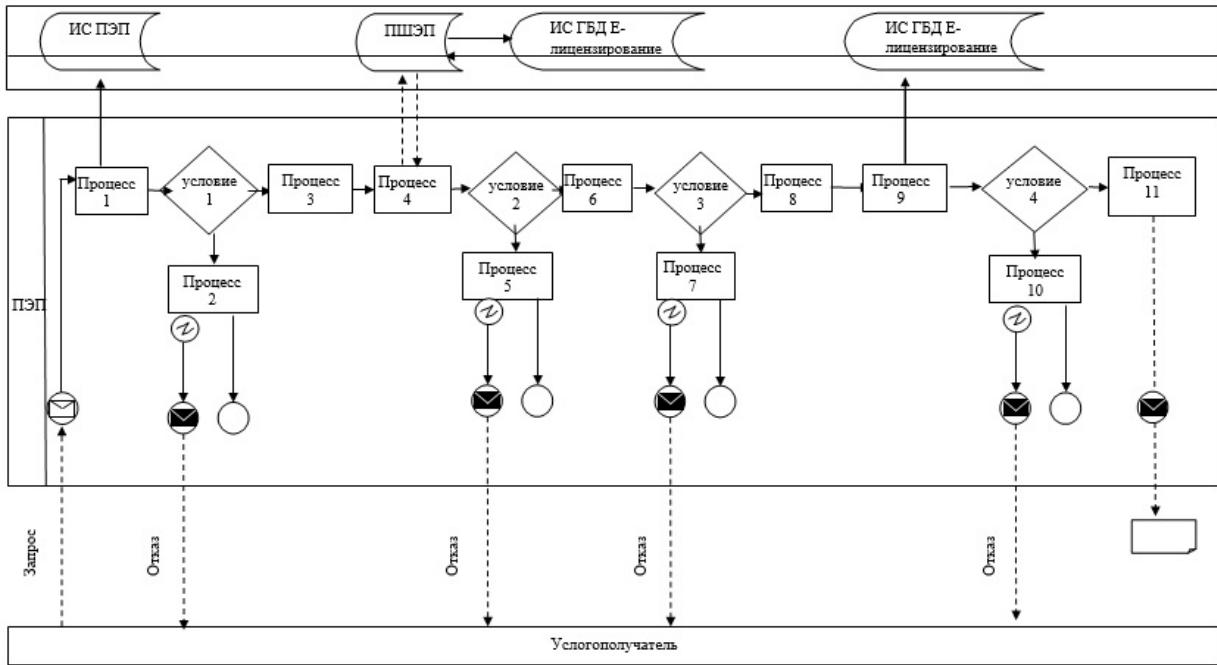 ИС ПЭП
ПШЭП
ИС ГБД Е-
лицензирование
ИС ГБД Е-
лицензирование
ПЭП
Процесс
1
условие
1
Процесс
3
Процесс
4
условие
2
Процесс
6
условие
3
Процесс
8
Процесс
9
условие
4
Процесс
11
Процесс
2
Процесс
5
Процесс
7
Процесс
10
Запрос
Отказ
Отказ
Отказ
Отказ
Услогополучатель